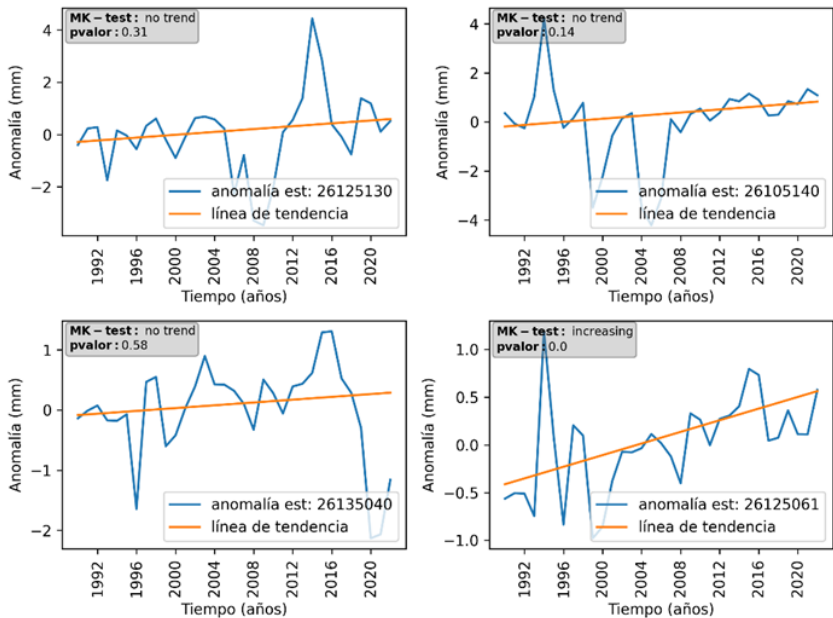 MK − test: no trend
pvalor: 0.31
4
2
0
−2
Anomalía (mm)
anomalía est: 26125130
línea de tendencia
1992
1996
2000
2004
2008
2012
2016
2020
Tiempo (años)
MK − test: no trend
pvalor: 0.14
4
2
0
−2
−4
Anomalía (mm)
anomalía est: 26105140
línea de tendencia
1992
1996
2000
2004
2008
2012
2016
2020
Tiempo (años)
MK − test: no trend
pvalor: 0.58
1
0
−1
−2
Anomalía (mm)
anomalía est: 26135040
línea de tendencia
1992
1996
2000
2004
2008
2012
2016
2020
Tiempo (años)
MK − test: increasing
pvalor: 0.0
1.0
0.5
0.0
−0.5
−1.0
Anomalía (mm)
anomalía est: 26125061
línea de tendencia
1992
1996
2000
2004
2008
2012
2016
2020
Tiempo (años)